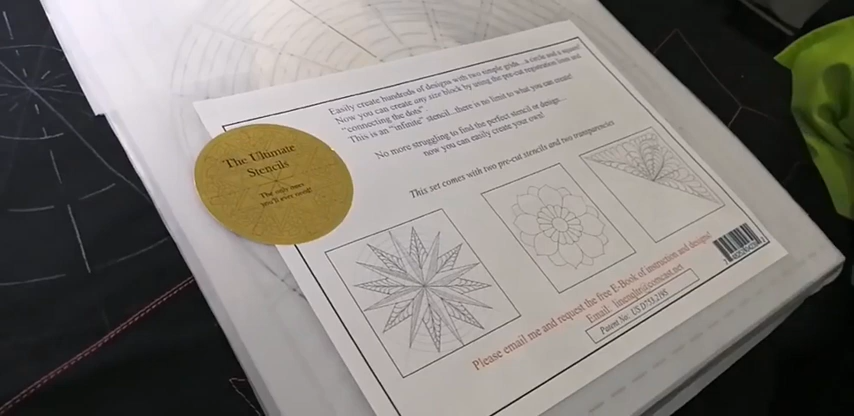 Easily create hundreds of designs with two simple grids...a circle and a square!
Now you can create any size block by using the pre-cut registration lines and
"connecting the dots".
This is an "infinite" stencil...there is no limit to what you can create!
No more struggling to find the perfect stencil or design...
now you can easily create your own!
The Ultimate
Stencils
The only ones
you'll ever need!
This set comes with two pre-cut stencils and two transparencies
Please email me and request the free E-Book of instruction and designs!
Email:
Patent No: US D753,2195